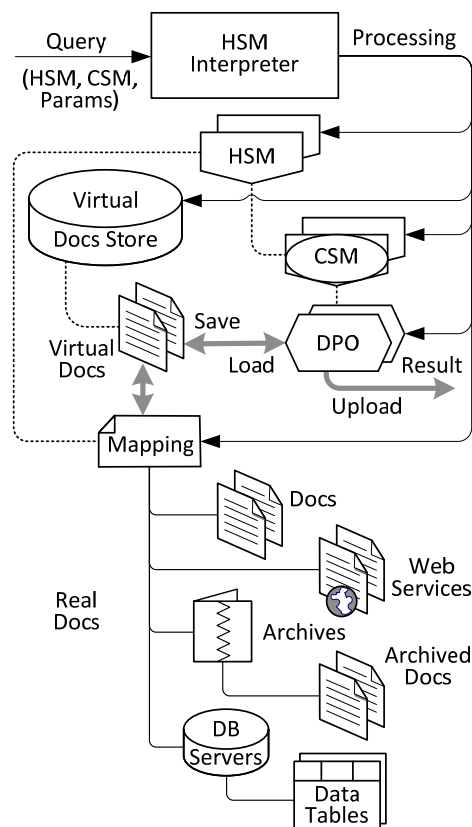 Query
(HSM, CSM,
Params)
HSM
Interpreter
Processing
HSM
Virtual
Docs Store
CSM
Virtual
Docs
Save
Load
DPO
Result
Upload
Mapping
Docs
Web
Services
Real
Docs
Archives
Archived
Docs
DB
Servers
Data
Tables